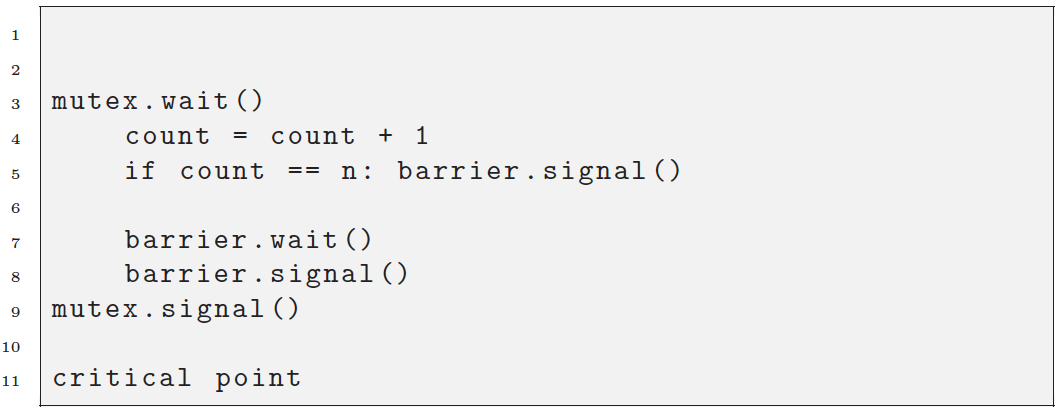 1
2
3 mutex.wait()
4     count = count + 1
5     if count == n: barrier.signal()
6
7     barrier.wait()
8     barrier.signal()
9 mutex.signal()
10
11 critical point